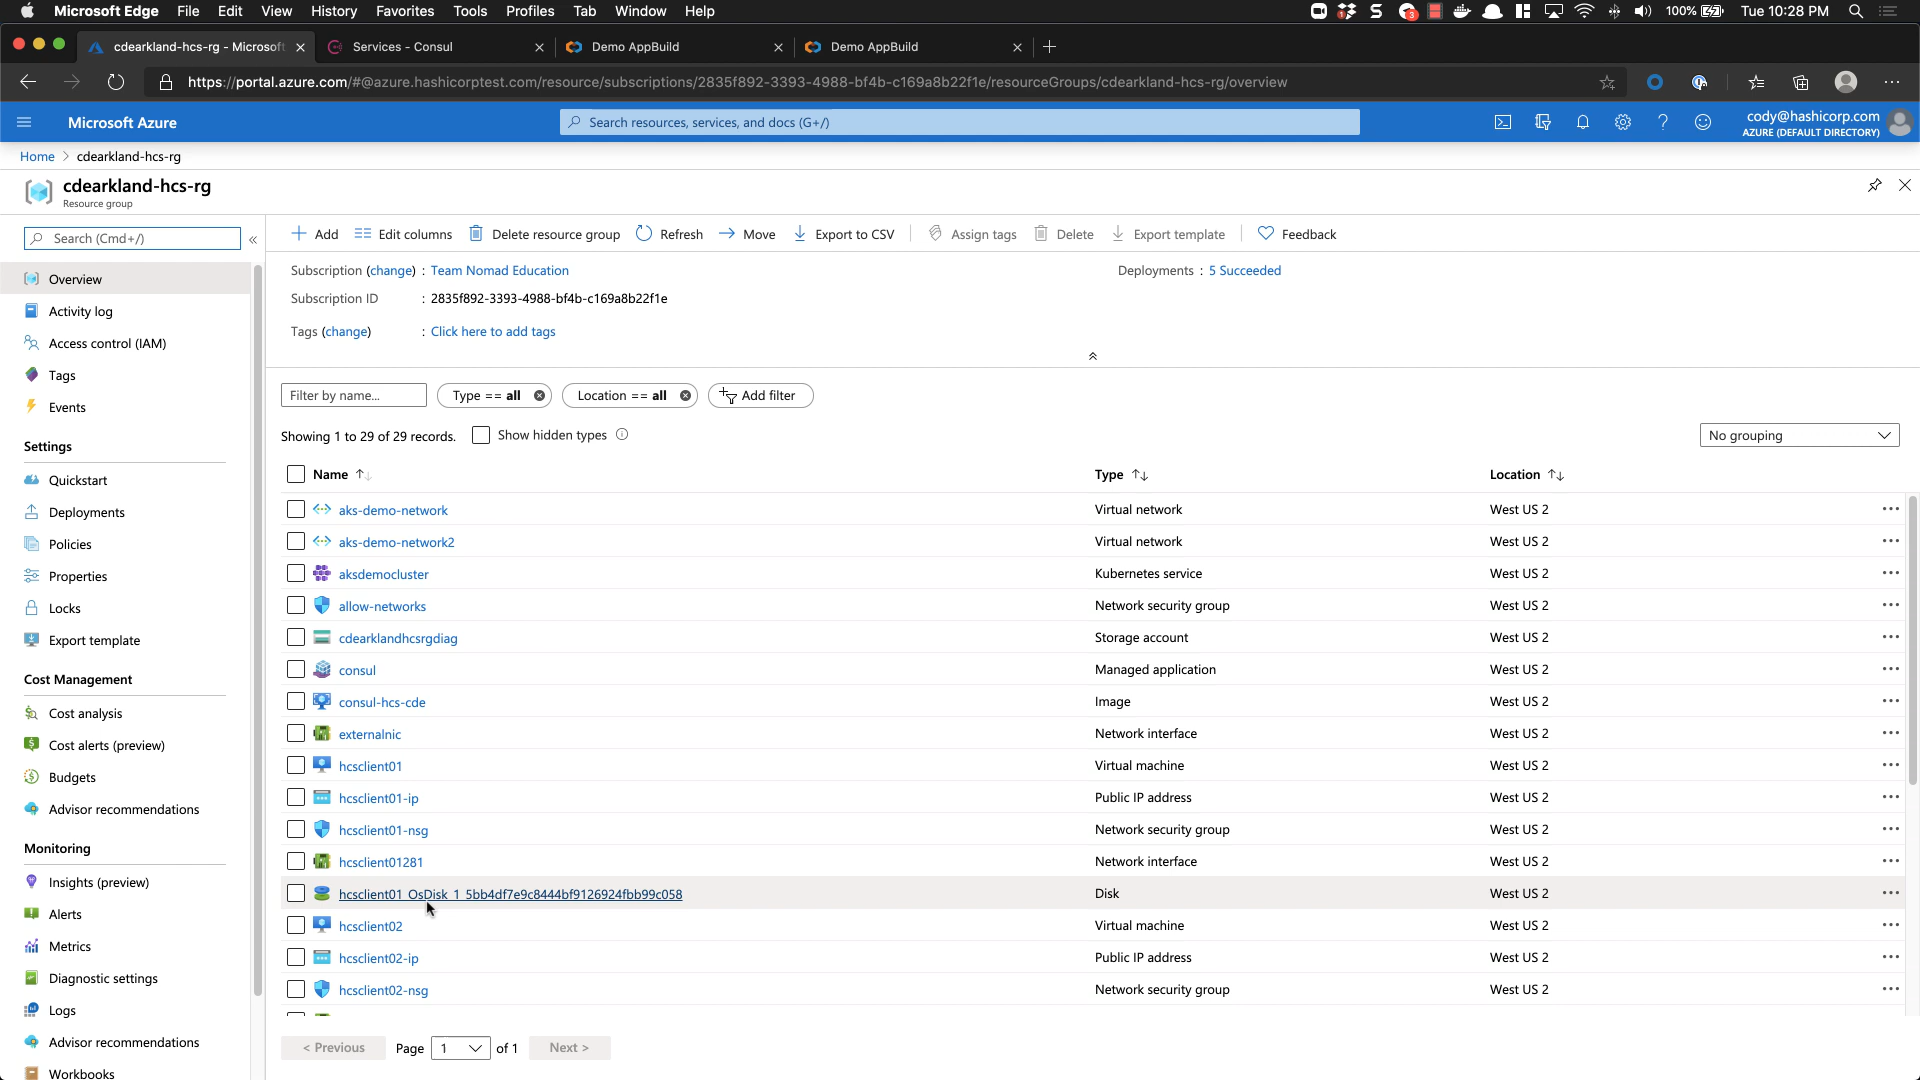 Microsoft Edge File Edit View History Favorites Tools Profiles Tab Window Help 100% Tue 10:28 PM
cdearkland-hcs-rg - Microsoft Services - Consul Demo AppBuild Demo AppBuild
https://portal.azure.com/#@azure.hashicorptest.com/resource/subscriptions/2835f892-3393-4988-bf4b-c169a8b22f1e/resourceGroups/cdearkland-hcs-rg/overview
Microsoft Azure Search resources, services, and docs (G+/) cody@hashicorp.com
AZURE (DEFAULT DIRECTORY)
Home > cdearkland-hcs-rg
cdearkland-hcs-rg
Resource group
Search (Cmd+/) «
Add Edit columns Delete resource group Refresh Move Export to CSV Assign tags Delete Export template Feedback
Subscription (change) : Team Nomad Education Deployments : 5 Succeeded
Subscription ID : 2835f892-3393-4988-bf4b-c169a8b22f1e
Tags (change) : Click here to add tags
Overview
Activity log
Access control (IAM)
Tags
Events
Settings
Quickstart
Deployments
Policies
Properties
Locks
Export template
Cost Management
Cost analysis
Cost alerts (preview)
Budgets
Advisor recommendations
Monitoring
Insights (preview)
Alerts
Metrics
Diagnostic settings
Logs
Advisor recommendations
Workbooks
Filter by name... Type == all Location == all Add filter
Showing 1 to 29 of 29 records. Show hidden types No grouping
Name Type Location
aks-demo-network Virtual network West US 2
aks-demo-network2 Virtual network West US 2
aksdemocluster Kubernetes service West US 2
allow-networks Network security group West US 2
cdearklandhcsrgdiag Storage account West US 2
consul Managed application West US 2
consul-hcs-cde Image West US 2
externalnic Network interface West US 2
hcsclient01 Virtual machine West US 2
hcsclient01-ip Public IP address West US 2
hcsclient01-nsg Network security group West US 2
hcsclient01281 Network interface West US 2
hcsclient01_OsDisk_1_5bb4df7e9c8444bf9126924fbb99c058 Disk West US 2
hcsclient02 Virtual machine West US 2
hcsclient02-ip Public IP address West US 2
hcsclient02-nsg Network security group West US 2
< Previous Page 1 of 1 Next >